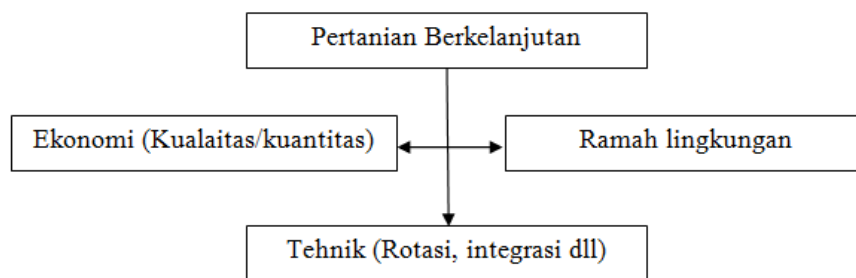 Pertanian Berkelanjutan
Ekonomi (Kualaitas/kuantitas)
Ramah lingkungan
Tehnik (Rotasi, integrasi dll)